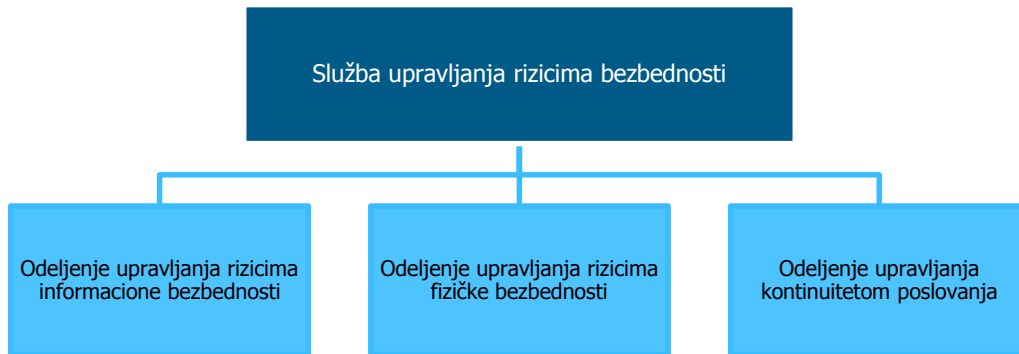 Služba upravljanja rizicima bezbednosti
Odeljenje upravljanja rizicima
informacione bezbednosti
Odeljenje upravljanja rizicima
fizičke bezbednosti
Odeljenje upravljanja
kontinuitetom poslovanja